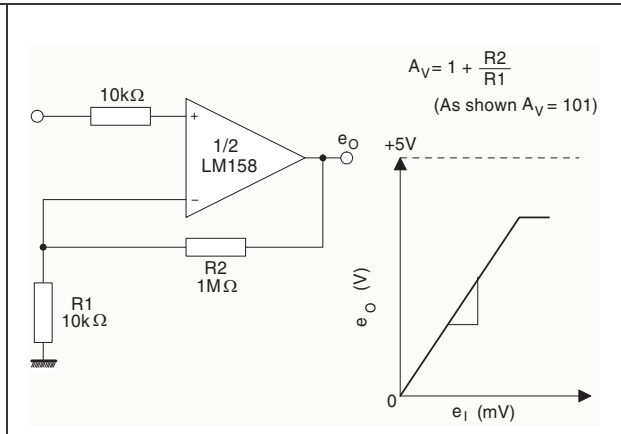 A_V = 1 + R2/R1
(As shown A_V = 101)
10kΩ
+
1/2
LM158
−
e_O
R2
1MΩ
R1
10kΩ
+5V
e_O (V)
0
e_I (mV)